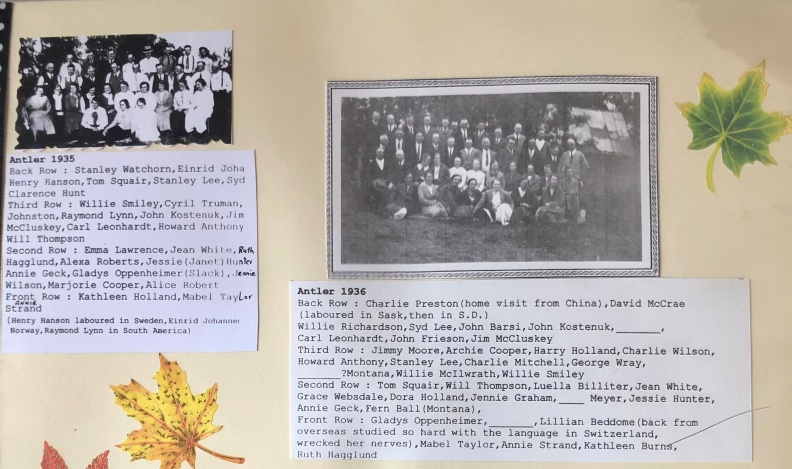 Antler 1935
Back Row : Stanley Watchorn,Einrid Joha
Henry Hanson,Tom Squair,Stanley Lee,Syd
Clarence Hunt
Third Row : Willie Smiley,Cyril Truman,
Johnston,Raymond Lynn,John Kostenuk,Jim
McCluskey,Carl Leonhardt,Howard Anthony
Will Thompson
Second Row : Emma Lawrence,Jean White,Ruth
Hagglund,Alexa Roberts,Jessie(Janet)Hunter
Annie Geck,Gladys Oppenheimer(Slack),Jennie
Wilson,Marjorie Cooper,Alice Robert
Front Row : Kathleen Holland,Mabel Taylor
ANNIE
Strand
(Henry Hanson laboured in Sweden,Einrid Johannes
Norway,Raymond Lynn in South America)
Antler 1936
Back Row : Charlie Preston(home visit from China),David McCrae
(laboured in Sask,then in S.D.)
Willie Richardson,Syd Lee,John Barsi,John Kostenuk,_______,
Carl Leonhardt,John Frieson,Jim McCluskey
Third Row : Jimmy Moore,Archie Cooper,Harry Holland,Charlie Wilson,
Howard Anthony,Stanley Lee,Charlie Mitchell,George Wray,
_______?Montana,Willie McIlwrath,Willie Smiley
Second Row : Tom Squair,Will Thompson,Luella Billiter,Jean White,
Grace Websdale,Dora Holland,Jennie Graham,____ Meyer,Jessie Hunter,
Annie Geck,Fern Ball(Montana),
Front Row : Gladys Oppenheimer,_______,Lillian Beddome(back from
overseas studied so hard with the language in Switzerland,
wrecked her nerves),Mabel Taylor,Annie Strand,Kathleen Burns,
Ruth Hagglund